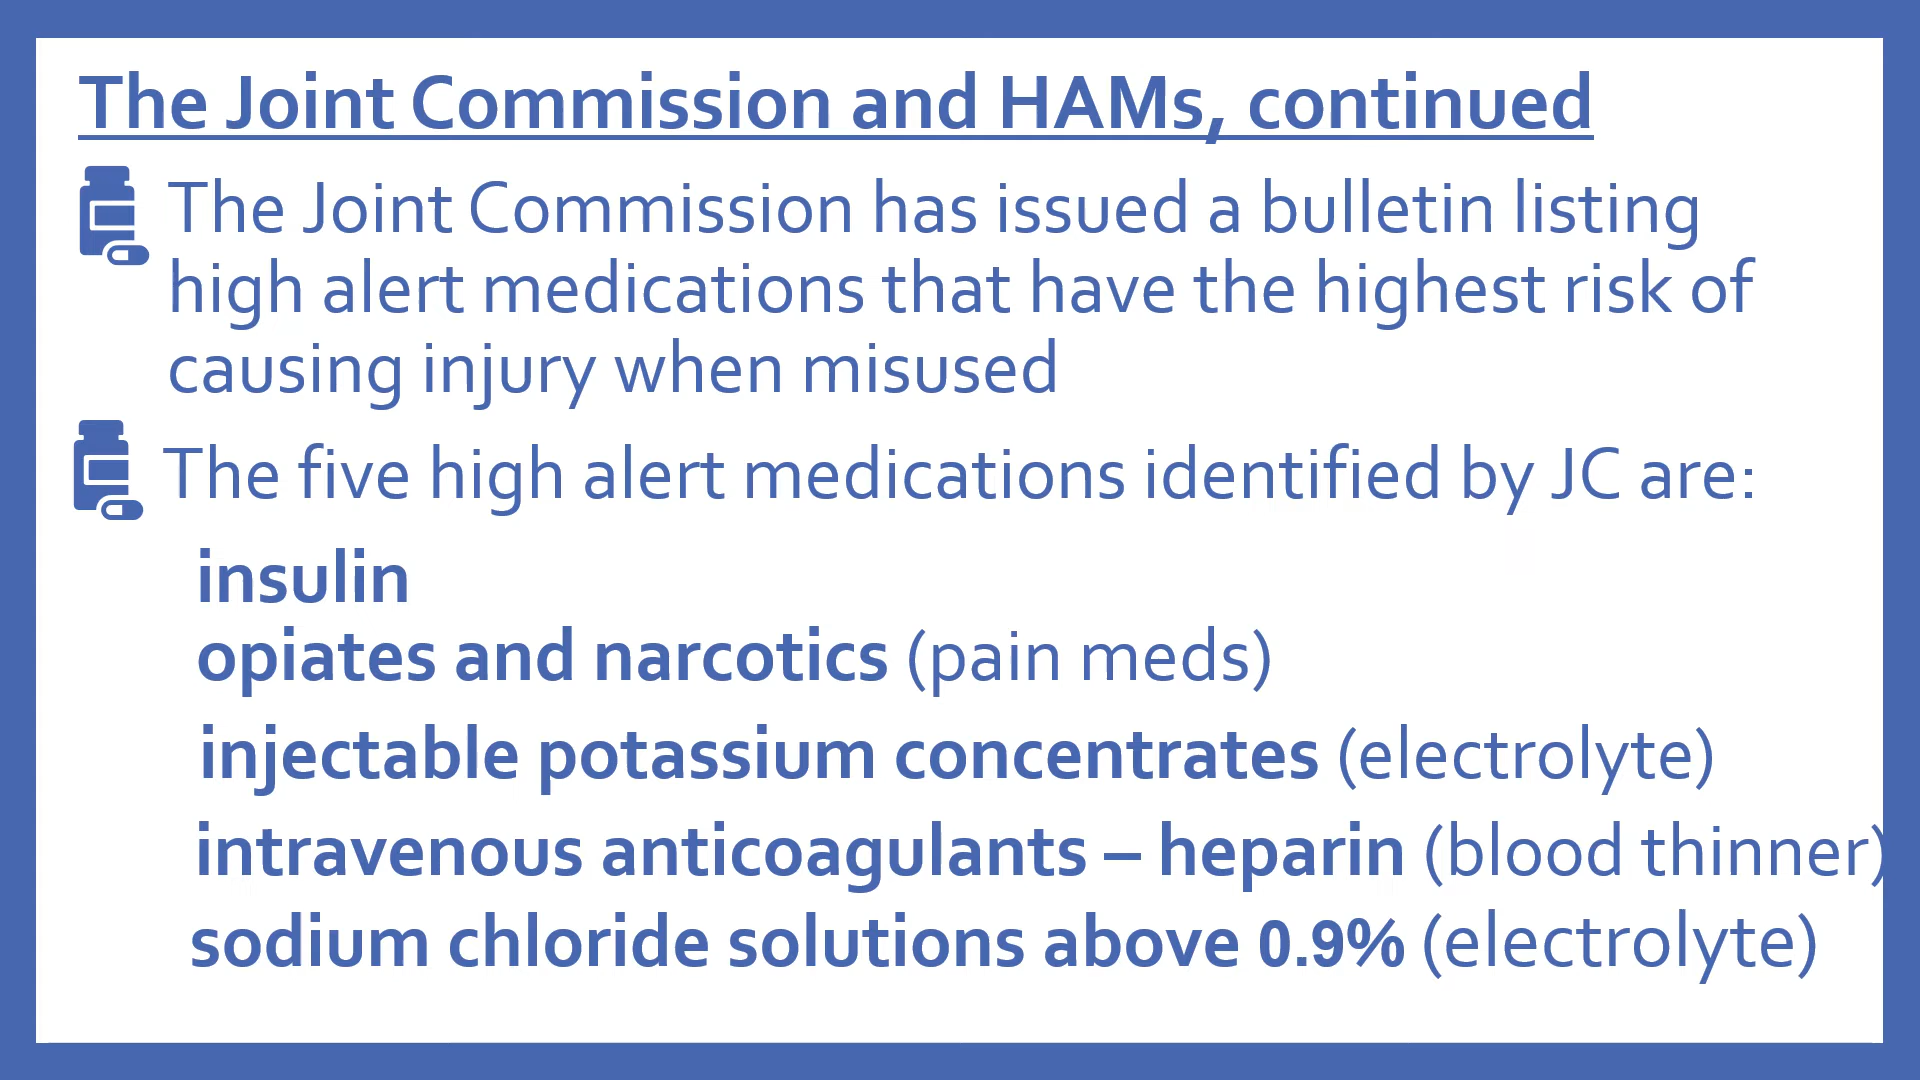 The Joint Commission and HAMs, continued
The Joint Commission has issued a bulletin listing
high alert medications that have the highest risk of
causing injury when misused
The five high alert medications identified by JC are:
insulin
opiates and narcotics (pain meds)
injectable potassium concentrates (electrolyte)
intravenous anticoagulants – heparin (blood thinner)
sodium chloride solutions above 0.9% (electrolyte)